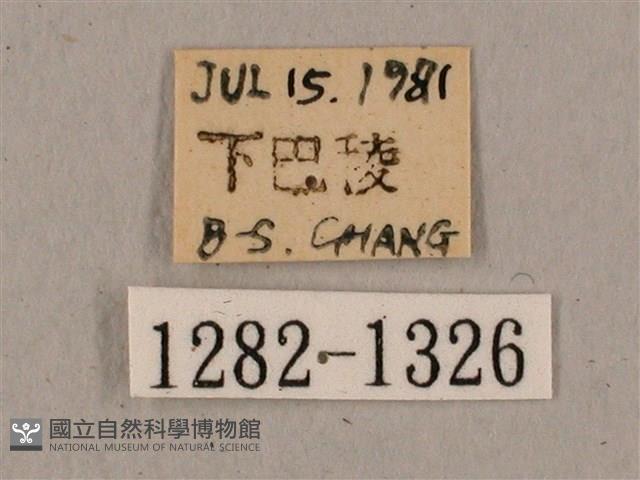 JUL 15. 1981
下巴陵
B-S. CHANG
1282-1326
國立自然科學博物館
NATIONAL MUSEUM OF NATURAL SCIENCE